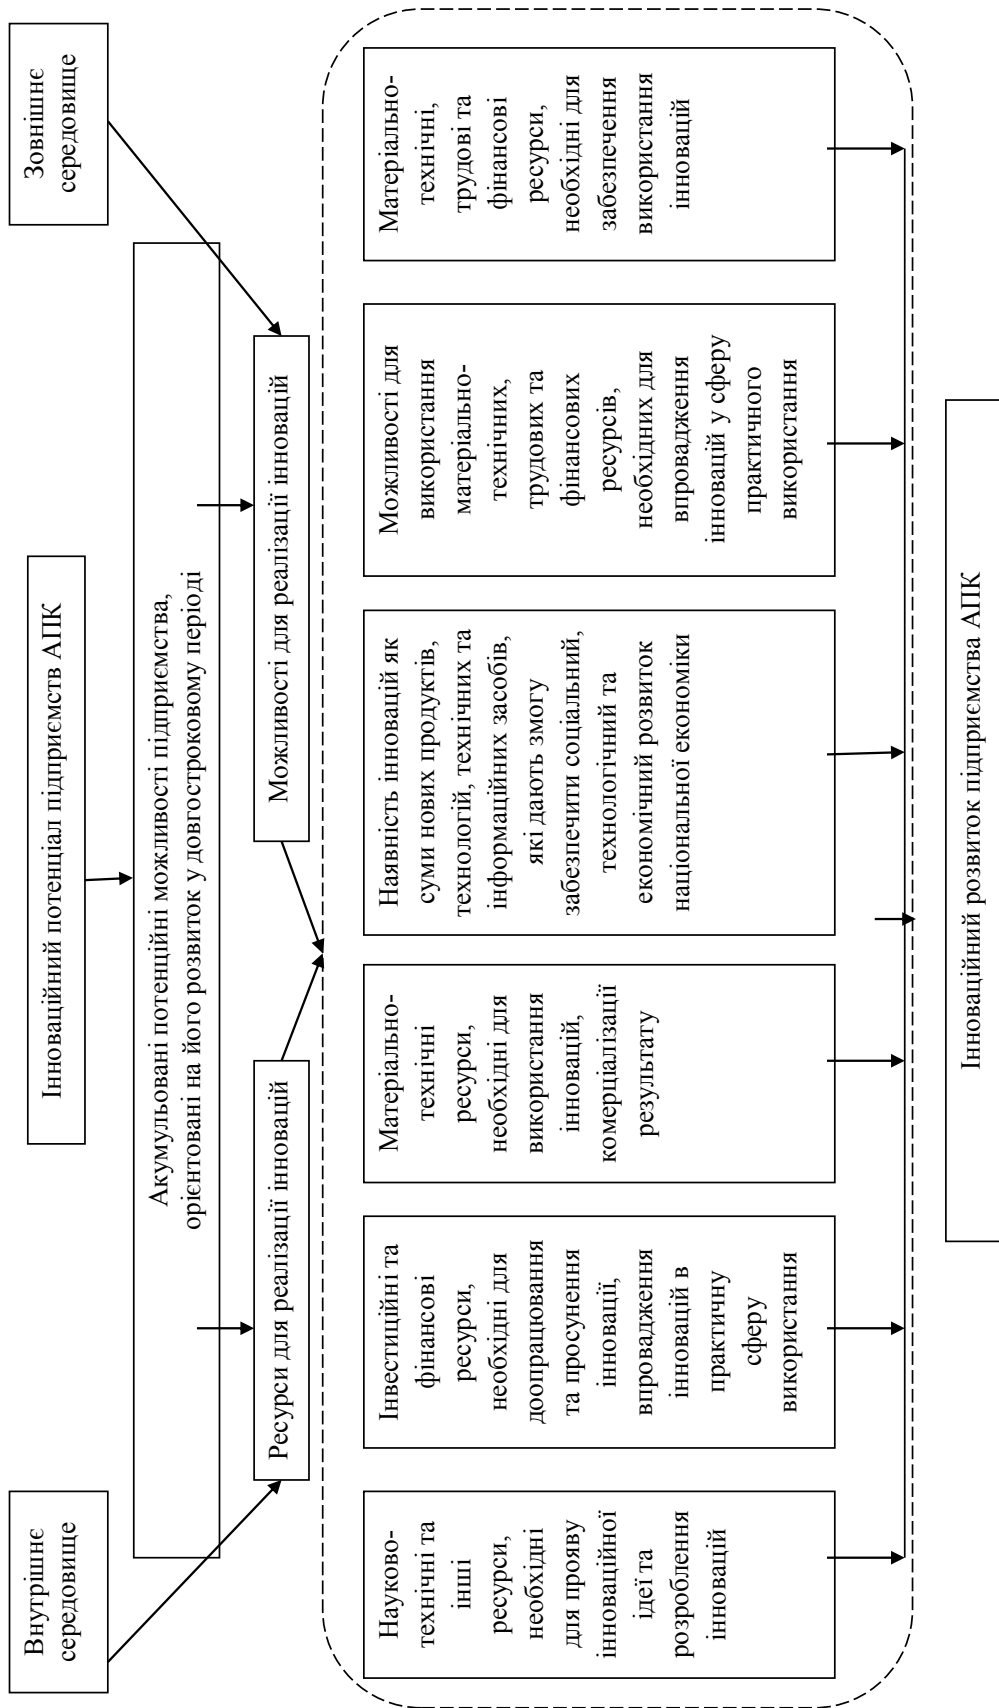 Інноваційний потенціал підприємств АПК
Внутрішнє
середовище
Зовнішнє
середовище
Акумульовані потенційні можливості підприємства,
орієнтовані на його розвиток у довгостроковому періоді
Ресурси для реалізації інновацій
Можливості для реалізації інновацій
Науково-
технічні та
інші
ресурси,
необхідні
для прояву
інноваційної
ідеї та
розроблення
інновацій
Інвестиційні та
фінансові
ресурси,
необхідні для
доопрацювання
та просунення
інновації,
впровадження
інновацій в
практичну
сферу
використання
Матеріально-
технічні
ресурси,
необхідні для
використання
інновацій,
комерціалізації
результату
Наявність інновацій як
суми нових продуктів,
технологій, технічних та
інформаційних засобів,
які дають змогу
забезпечити соціальний,
технологічний та
економічний розвиток
національної економіки
Можливості для
використання
матеріально-
технічних,
трудових та
фінансових
ресурсів,
необхідних для
впровадження
інновацій у сферу
практичного
використання
Матеріально-
технічні,
трудові та
фінансові
ресурси,
необхідні для
забезпечення
використання
інновацій
Інноваційний розвиток підприємства АПК